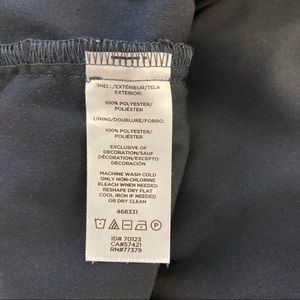 SHELL/EXTÉRIEUR/TELA
EXTERIOR:
100% POLYESTER/
POLIÉSTER
LINING/DOUBLURE/FORRO:
100% POLYESTER/
POLIÉSTER
EXCLUSIVE OF
DECORATION/SAUF
DÉCORATION/EXCEPTO
DECORACIÓN
MACHINE WASH COLD
ONLY NON-CHLORINE
BLEACH WHEN NEEDED
RESHAPE DRY FLAT
COOL IRON IF NEEDED
OR DRY CLEAN
468331
P
ID# 70123
CA#57421
RN#77379